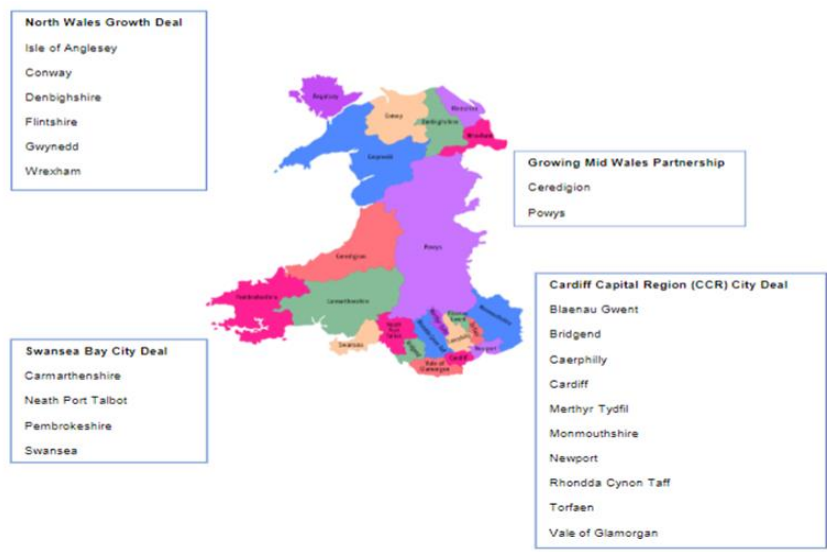 North Wales Growth Deal
Isle of Anglesey
Conway
Denbighshire
Flintshire
Gwynedd
Wrexham
Growing Mid Wales Partnership
Ceredigion
Powys
Swansea Bay City Deal
Carmarthenshire
Neath Port Talbot
Pembrokeshire
Swansea
Cardiff Capital Region (CCR) City Deal
Blaenau Gwent
Bridgend
Caerphilly
Cardiff
Merthyr Tydfil
Monmouthshire
Newport
Rhondda Cynon Taff
Torfaen
Vale of Glamorgan
Conwy
Denbighshire
Wrexham
Gwynedd
Powys
Ceredigion
Pembrokeshire
Carmarthenshire
Swansea
Neath
Port
Talbot
Monmouthshire
Newport
Cardiff
Vale of
Glamorgan